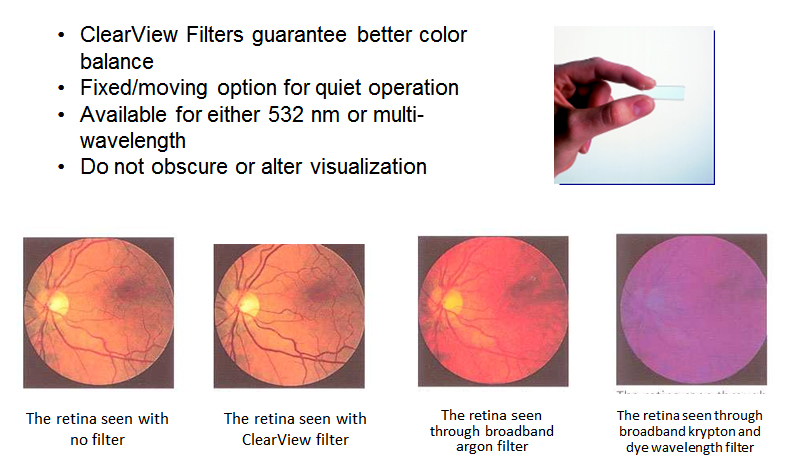 • ClearView Filters guarantee better color
balance
• Fixed/moving option for quiet operation
• Available for either 532 nm or multi-
wavelength
• Do not obscure or alter visualization
The retina seen with
no filter
The retina seen with
ClearView filter
The retina seen
through broadband
argon filter
The retina seen through
broadband krypton and
dye wavelength filter